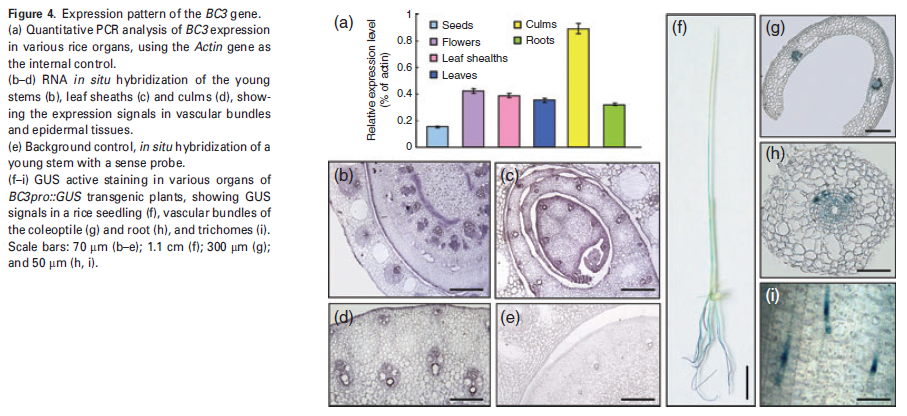 Figure 4. Expression pattern of the BC3 gene.
(a) Quantitative PCR analysis of BC3 expression
in various rice organs, using the Actin gene as
the internal control.
(b–d) RNA in situ hybridization of the young
stems (b), leaf sheaths (c) and culms (d), show-
ing the expression signals in vascular bundles
and epidermal tissues.
(e) Background control, in situ hybridization of a
young stem with a sense probe.
(f–i) GUS active staining in various organs of
BC3pro::GUS transgenic plants, showing GUS
signals in a rice seedling (f), vascular bundles of
the coleoptile (g) and root (h), and trichomes (i).
Scale bars: 70 μm (b–e); 1.1 cm (f); 300 μm (g);
and 50 μm (h, i).
(a)
Relative expression level
(% of actin)
1
0.8
0.6
0.4
0.2
0
Seeds
Flowers
Leaf shealths
Leaves
Culms
Roots
(b)
(c)
(d)
(e)
(f)
(g)
(h)
(i)